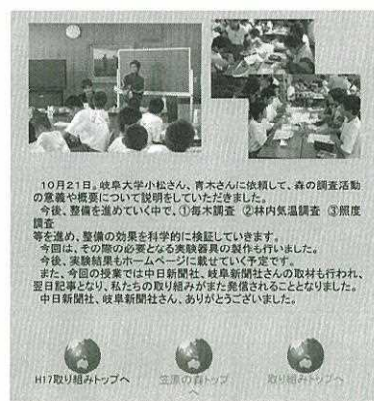 10月21日。岐阜大学小松さん、青木さんに依頼して、森の調査活動
の意義や概要について説明をしていただきました。
今後、整備を進めていく中で、①毎木調査 ②林内気温調査 ③照度
調査
等を進め、整備の効果を科学的に検証していきます。
今回は、その際の必要となる実験器具の製作も行いました。
今後、実験結果もホームページに載せていく予定です。
また、今回の授業では中日新聞社、岐阜新聞社さんの取材も行われ、
翌日記事となり、私たちの取り組みがまた発信されることとなりました。
中日新聞社、岐阜新聞社さん、ありがとうございました。
H17取り組みトップへ
笠原の森トップ
へ
取り組みトップへ